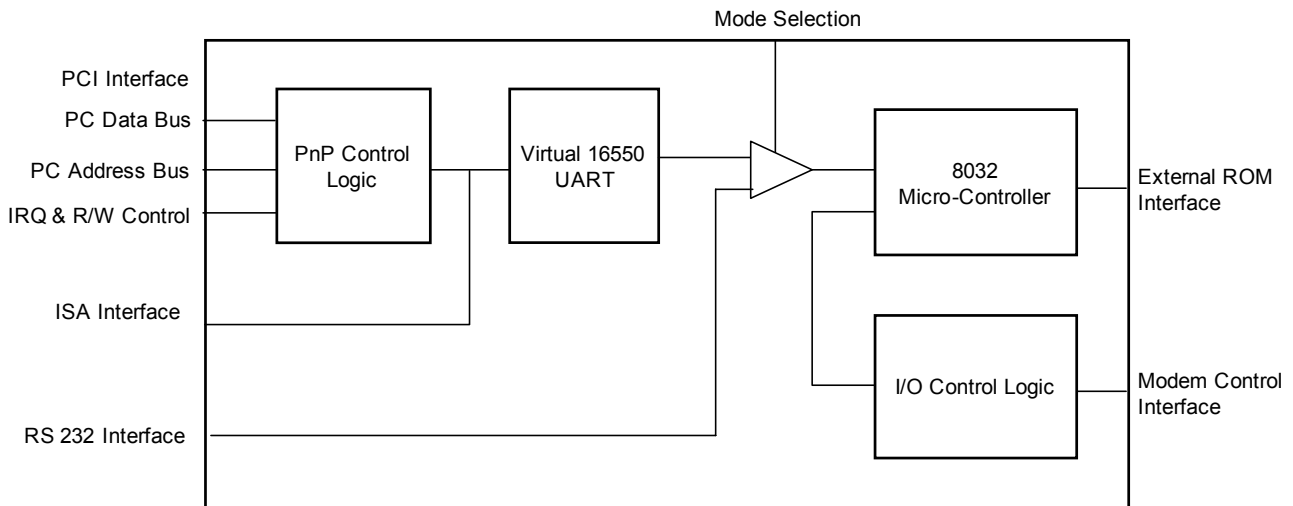 Mode Selection
PCI Interface
PC Data Bus
PC Address Bus
IRQ & R/W Control
ISA Interface
RS 232 Interface
PnP Control
Logic
Virtual 16550
UART
8032
Micro-Controller
I/O Control Logic
External ROM
Interface
Modem Control
Interface